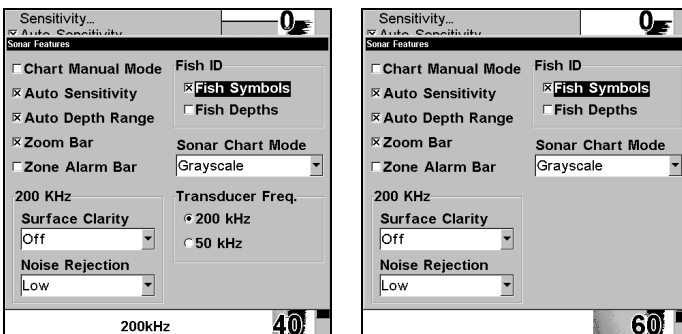 Sensitivity...
Auto Sensitivity
0
Sonar Features
Chart Manual Mode
Auto Sensitivity
Auto Depth Range
Zoom Bar
Zone Alarm Bar
Fish ID
Fish Symbols
Fish Depths
Sonar Chart Mode
Grayscale
200 KHz
Surface Clarity
Off
Noise Rejection
Low
Transducer Freq.
200 kHz
50 kHz
200kHz
40
Sensitivity...
Auto Sensitivity
0
Sonar Features
Chart Manual Mode
Auto Sensitivity
Auto Depth Range
Zoom Bar
Zone Alarm Bar
Fish ID
Fish Symbols
Fish Depths
Sonar Chart Mode
Grayscale
200 KHz
Surface Clarity
Off
Noise Rejection
Low
60